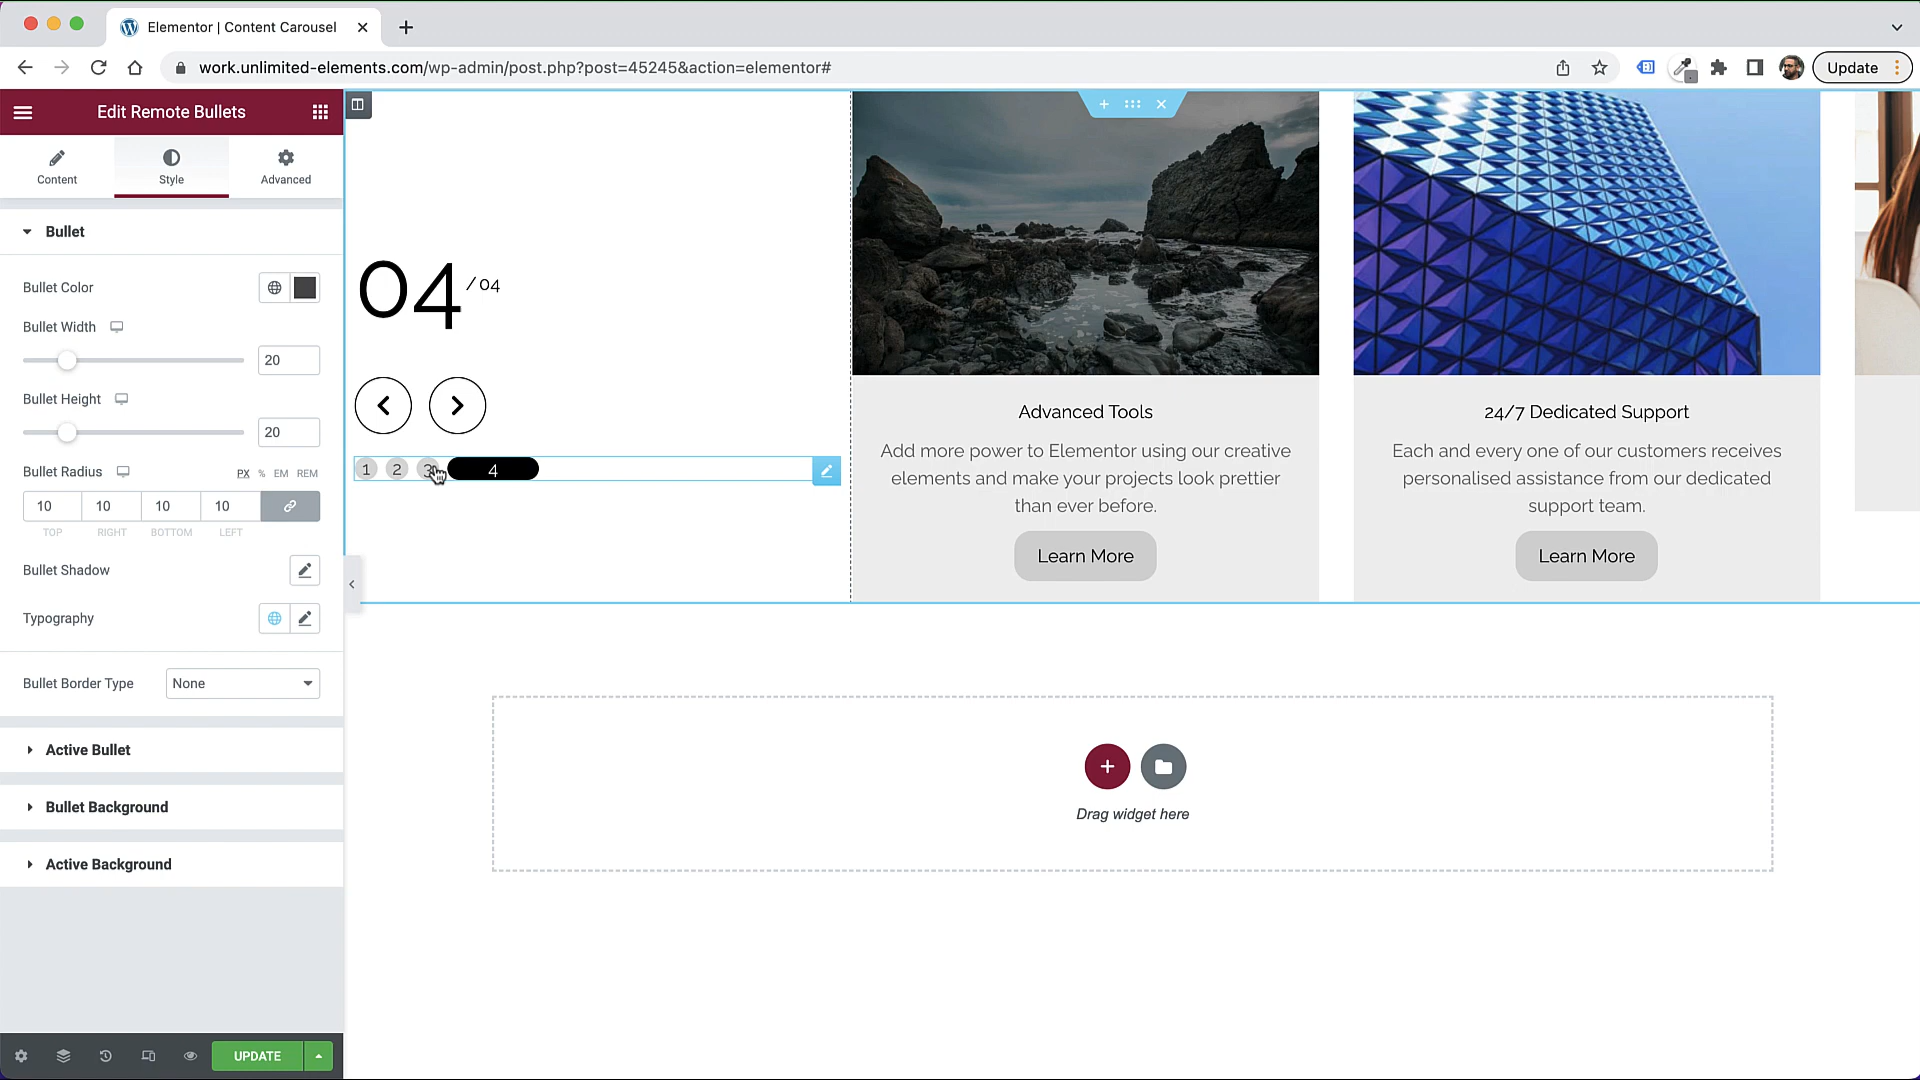 Elementor | Content Carousel
work.unlimited-elements.com/wp-admin/post.php?post=45245&action=elementor#
Update
Edit Remote Bullets
Content
Style
Advanced
Bullet
Bullet Color
Bullet Width
20
Bullet Height
20
Bullet Radius
PX % EM REM
10 10 10 10
TOP RIGHT BOTTOM LEFT
Bullet Shadow
Typography
Bullet Border Type
None
Active Bullet
Bullet Background
Active Background
UPDATE
04 / 04
1 2 3 4
Advanced Tools
Add more power to Elementor using our creative
elements and make your projects look prettier
than ever before.
Learn More
24/7 Dedicated Support
Each and every one of our customers receives
personalised assistance from our dedicated
support team.
Learn More
Drag widget here